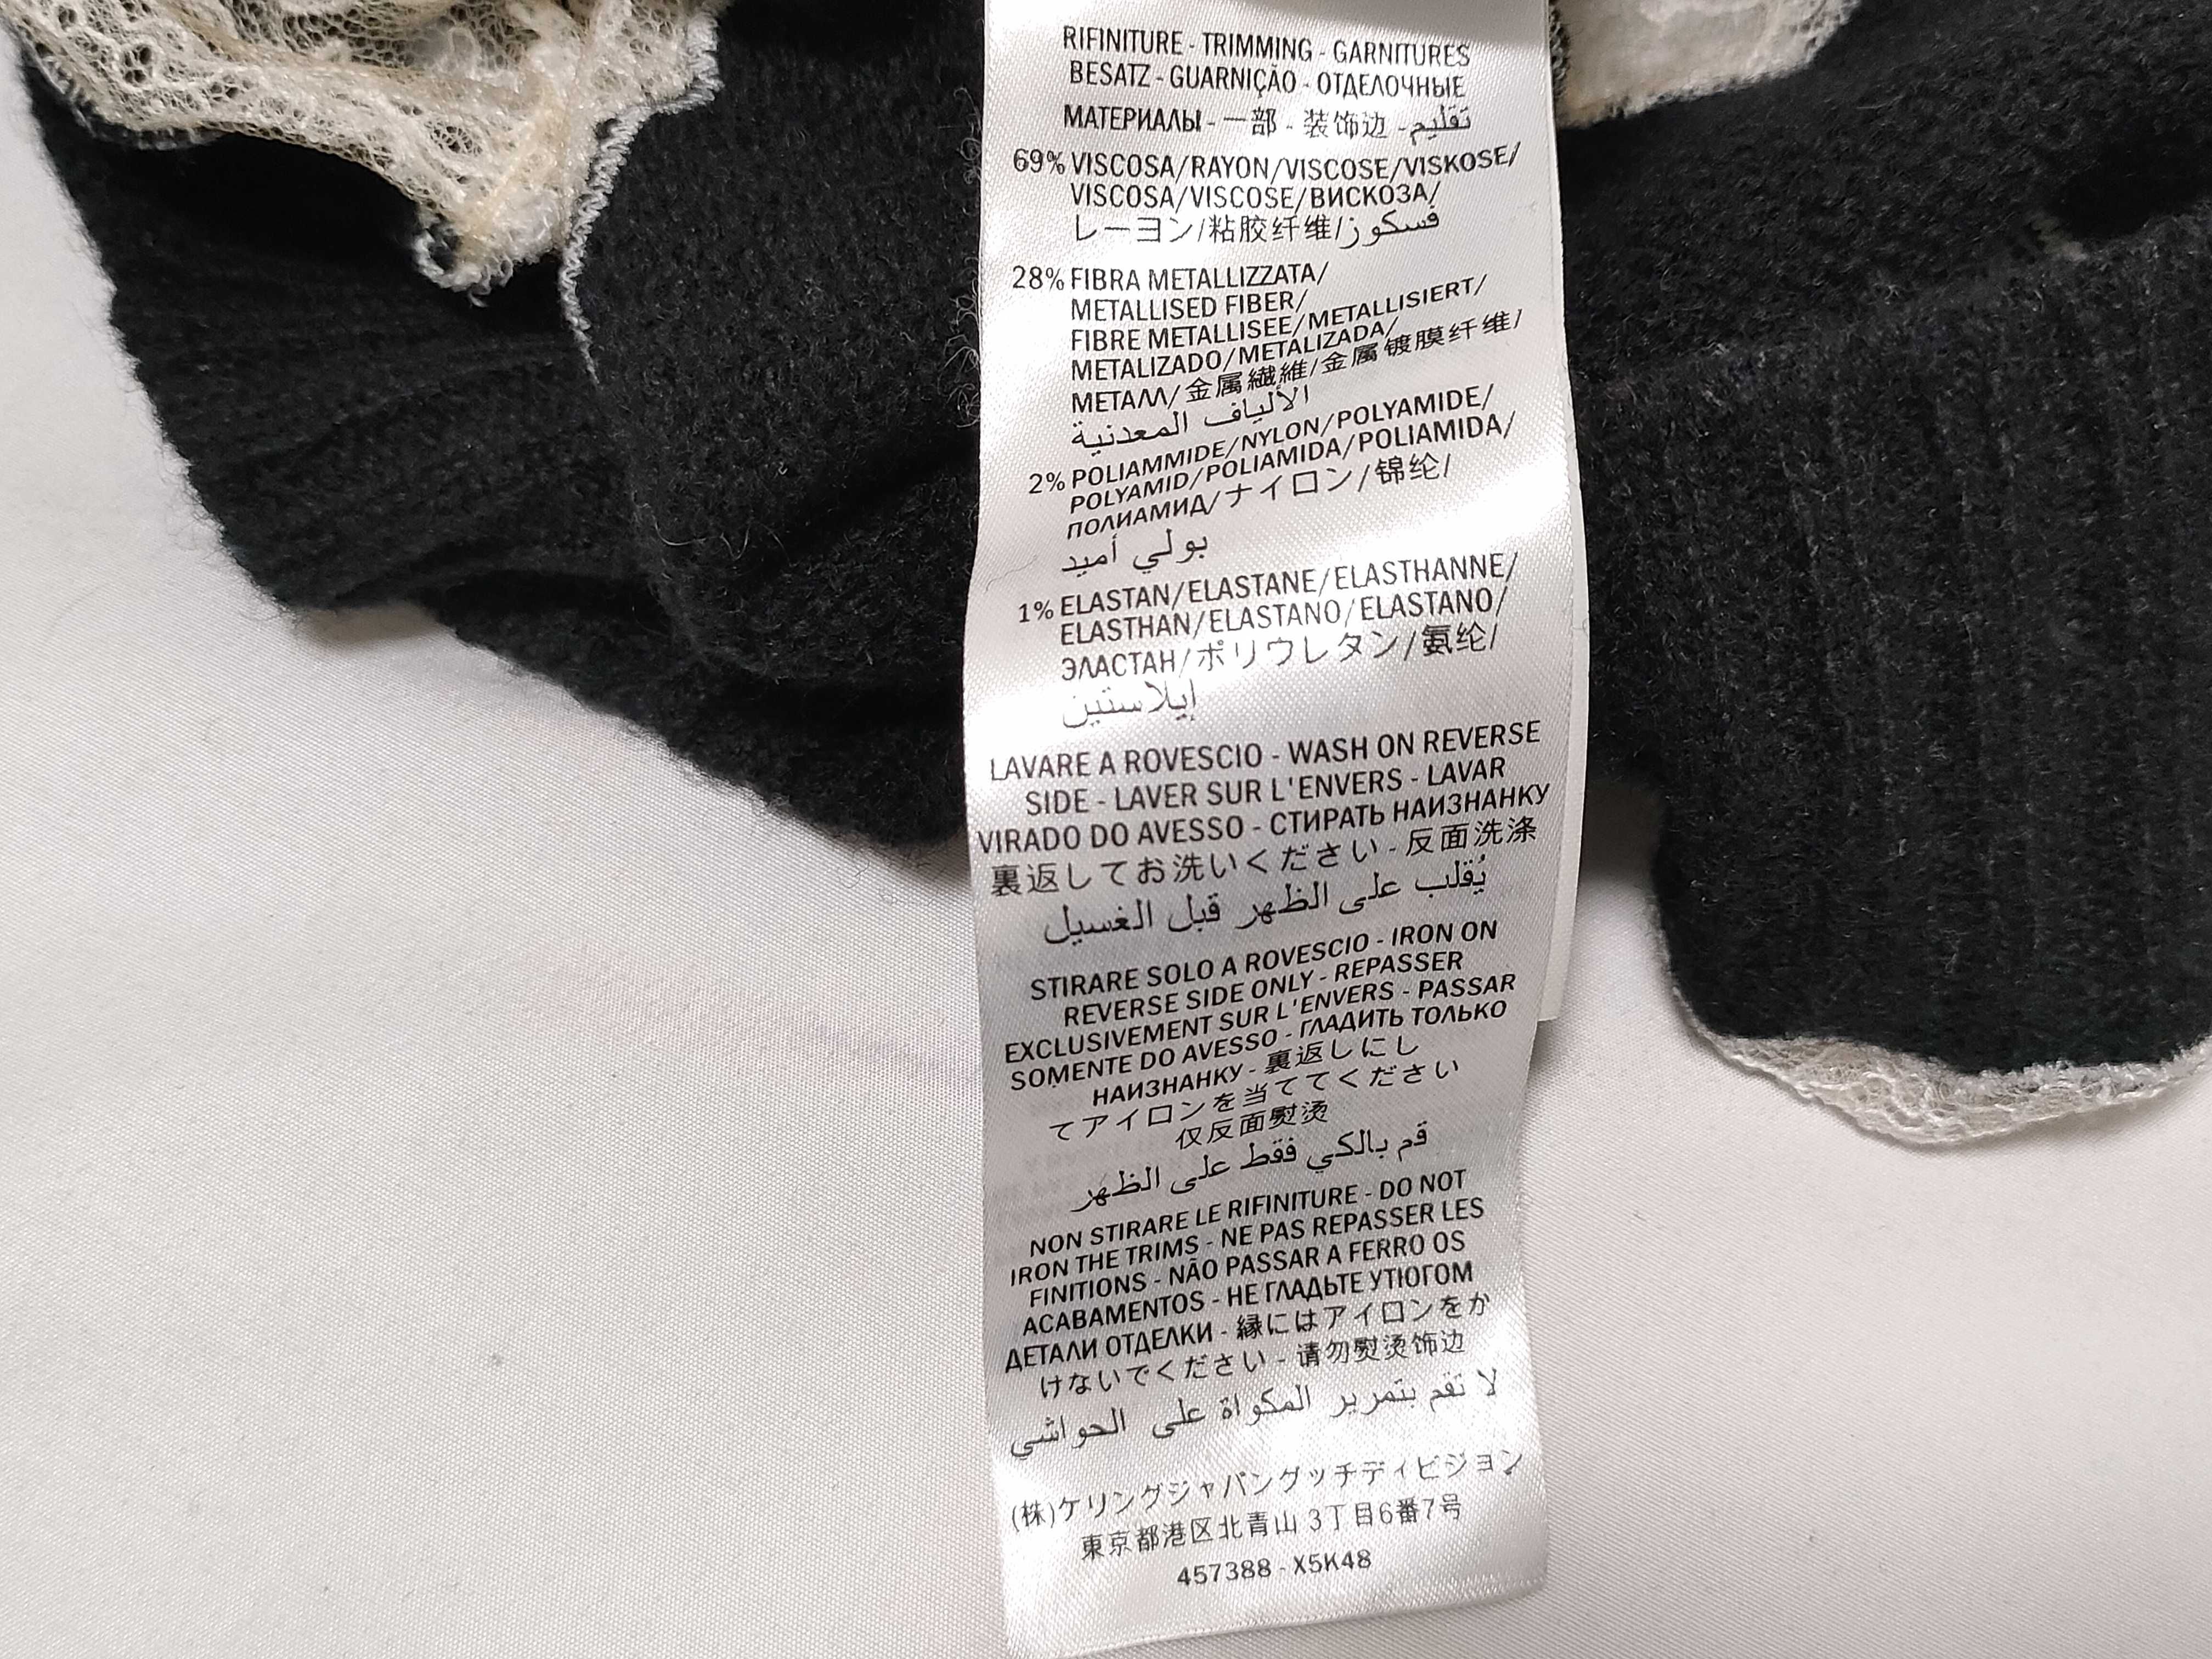 RIFINITURE - TRIMMING - GARNITURES
BESATZ - GUARNIÇÃO - ОТДЕЛОЧНЫЕ
МАТЕРИАЛЫ - 一部 - 装饰边 - تقليم
69% VISCOSA/RAYON/VISCOSE/VISKOSE/
VISCOSA/VISCOSE/ВИСКОЗА/
レーヨン/粘胶纤维/فسكوز
28% FIBRA METALLIZZATA/
METALLISED FIBER/
FIBRE METALLISEE/METALLISIERT/
METALIZADO/METALIZADA/
МЕТАЛЛ/金属繊維/金属镀膜纤维/
الألياف المعدنية
2% POLIAMMIDE/NYLON/POLYAMIDE/
POLYAMID/POLIAMIDA/POLIAMIDA/
ПОЛИАМИД/ナイロン/锦纶/
بولي أميد
1% ELASTAN/ELASTANE/ELASTHANNE/
ELASTHAN/ELASTANO/ELASTANO/
ЭЛАСТАН/ポリウレタン/氨纶/
إيلاستين
LAVARE A ROVESCIO - WASH ON REVERSE
SIDE - LAVER SUR L'ENVERS - LAVAR
VIRADO DO AVESSO - СТИРАТЬ НАИЗНАНКУ
裏返してお洗いください - 反面洗涤
يُقلب على الظهر قبل الغسيل
STIRARE SOLO A ROVESCIO - IRON ON
REVERSE SIDE ONLY - REPASSER
EXCLUSIVEMENT SUR L'ENVERS - PASSAR
SOMENTE DO AVESSO - ГЛАДИТЬ ТОЛЬКО
НАИЗНАНКУ - 裏返しにし
てアイロンを当ててください
仅反面熨烫
قم بالكي فقط على الظهر
NON STIRARE LE RIFINITURE - DO NOT
IRON THE TRIMS - NE PAS REPASSER LES
FINITIONS - NÃO PASSAR A FERRO OS
ACABAMENTOS - НЕ ГЛАДЬТЕ УТЮГОМ
ДЕТАЛИ ОТДЕЛКИ - 縁にはアイロンをか
けないでください - 请勿熨烫饰边
لا تقم بتمرير المكواة على الحواشي
(株)ケリングジャパングッチディビジョン
東京都港区北青山3丁目6番7号
457388 - X5K48